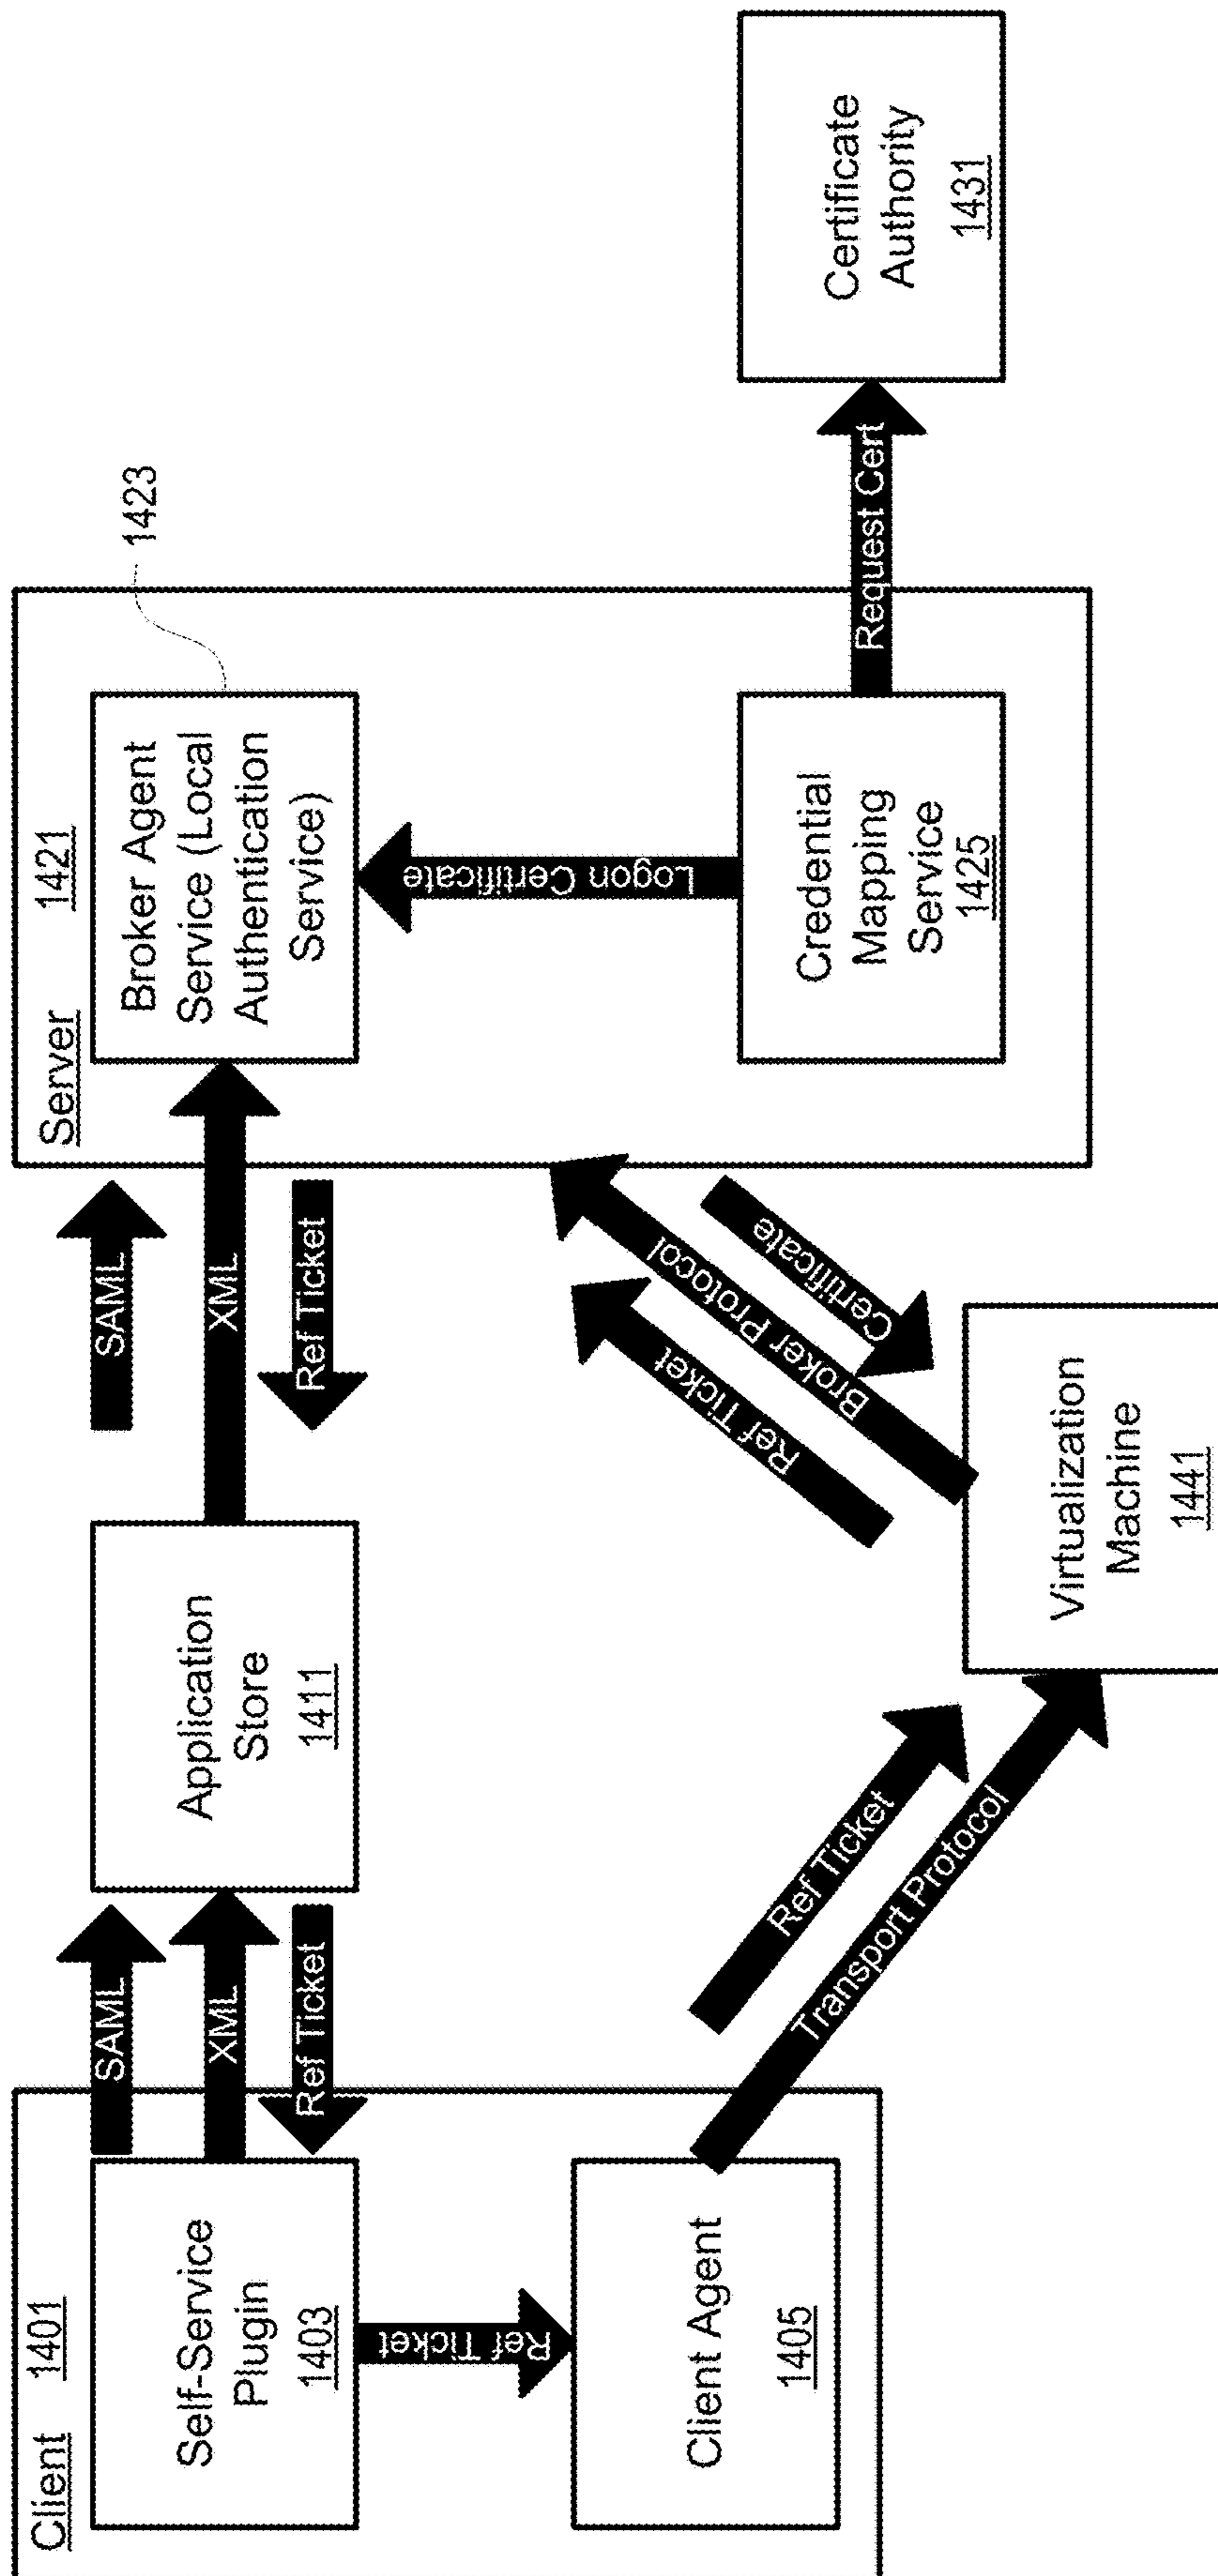 Client 1401
Self-Service
Plugin
1403
Ref Ticket
Client Agent
1405
SAML
XML
Ref Ticket
Application
Store
1411
SAML
XML
Ref Ticket
Ref Ticket
Transport Protocol
Virtualization
Machine
1441
Ref Ticket
Broker Protocol
Certificate
Server 1421
Broker Agent
Service (Local
Authentication
Service)
1423
Logon Certificate
Credential
Mapping
Service
1425
Request Cert
Certificate
Authority
1431